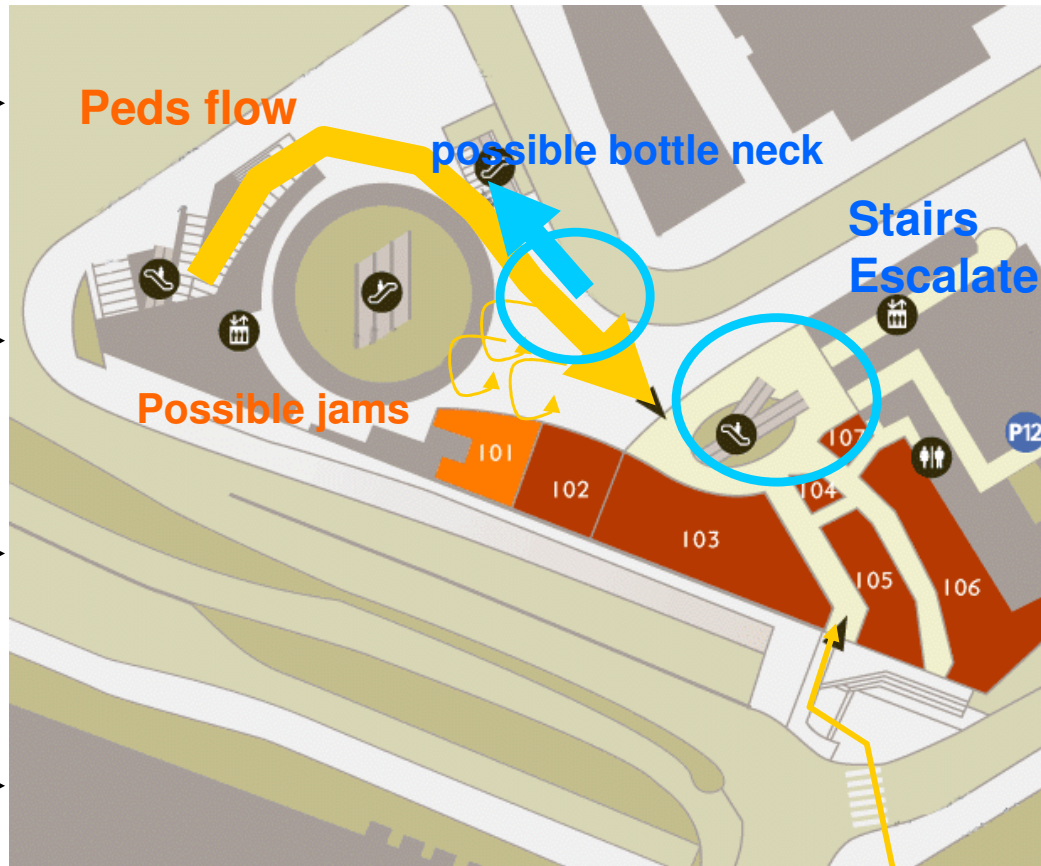 Peds flow
possible bottle neck
Stairs
Escalate
Possible jams
101
102
103
104
107
105
106
P12